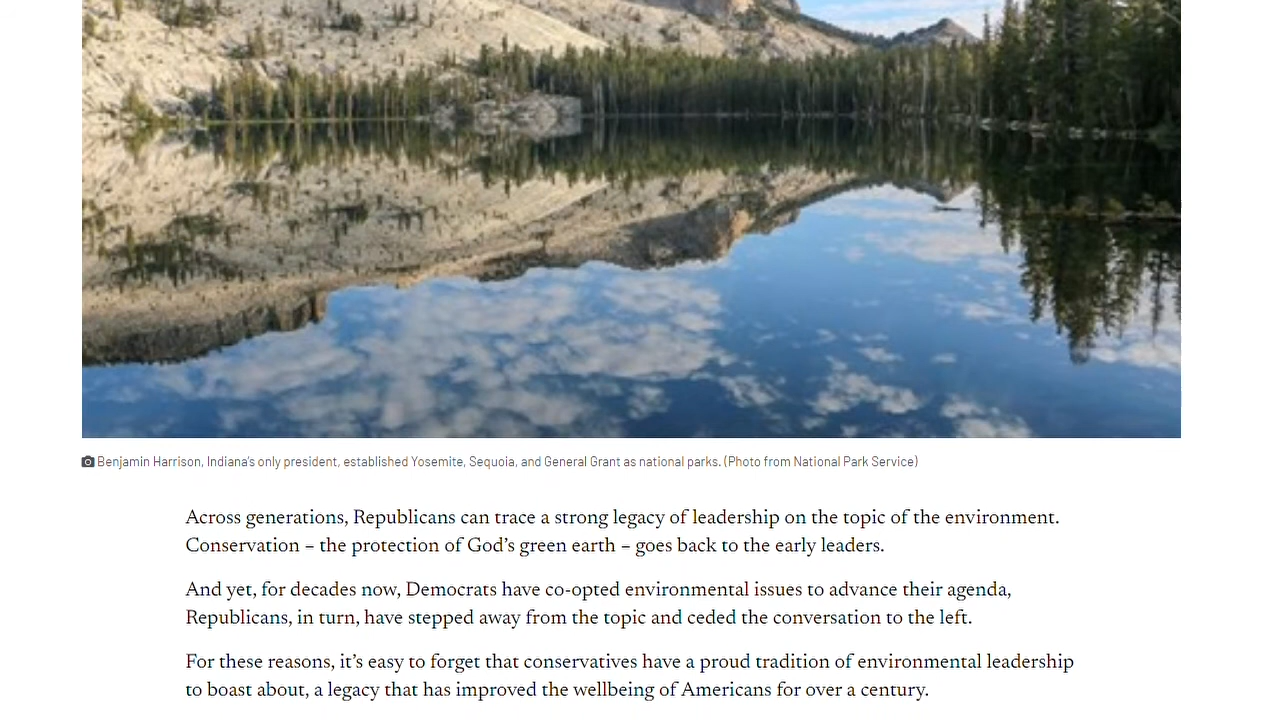 Benjamin Harrison, Indiana's only president, established Yosemite, Sequoia, and General Grant as national parks. (Photo from National Park Service)
Across generations, Republicans can trace a strong legacy of leadership on the topic of the environment.
Conservation – the protection of God’s green earth – goes back to the early leaders.
And yet, for decades now, Democrats have co-opted environmental issues to advance their agenda,
Republicans, in turn, have stepped away from the topic and ceded the conversation to the left.
For these reasons, it’s easy to forget that conservatives have a proud tradition of environmental leadership
to boast about, a legacy that has improved the wellbeing of Americans for over a century.